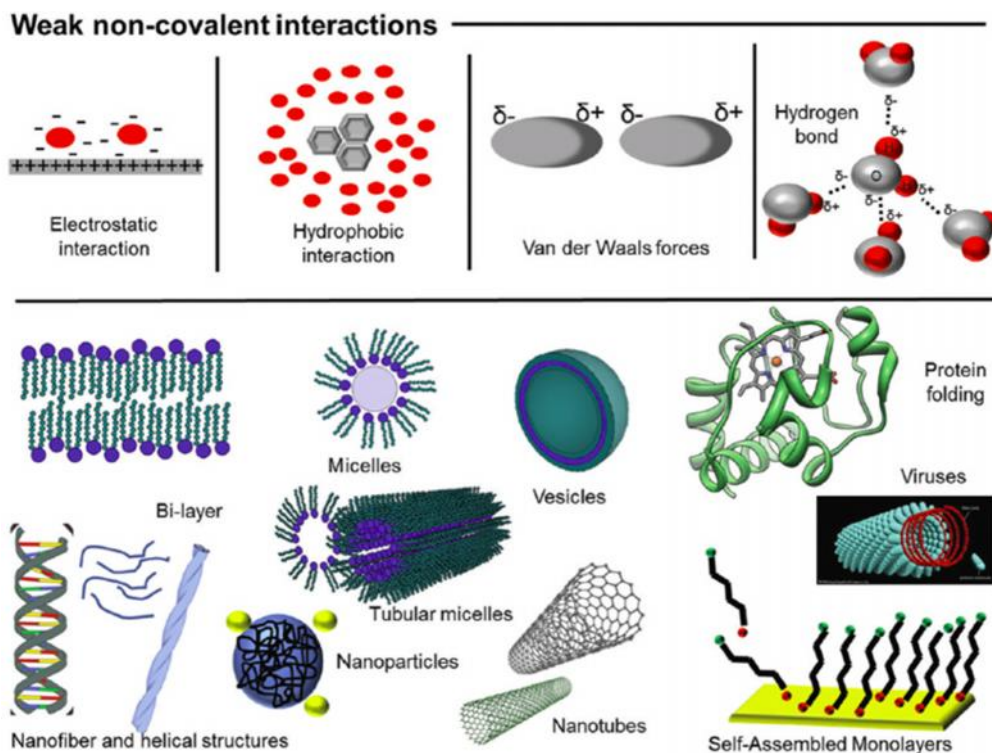 Weak non-covalent interactions
Electrostatic
interaction
Hydrophobic
interaction
δ- δ+ δ- δ+
Van der Waals forces
Hydrogen
bond
δ-
δ+
H
O
δ-
H
δ+
δ+
δ-
δ+
δ-
Bi-layer
Micelles
Vesicles
Protein
folding
Viruses
Tubular micelles
Nanoparticles
Nanotubes
Nanofiber and helical structures
Self-Assembled Monolayers